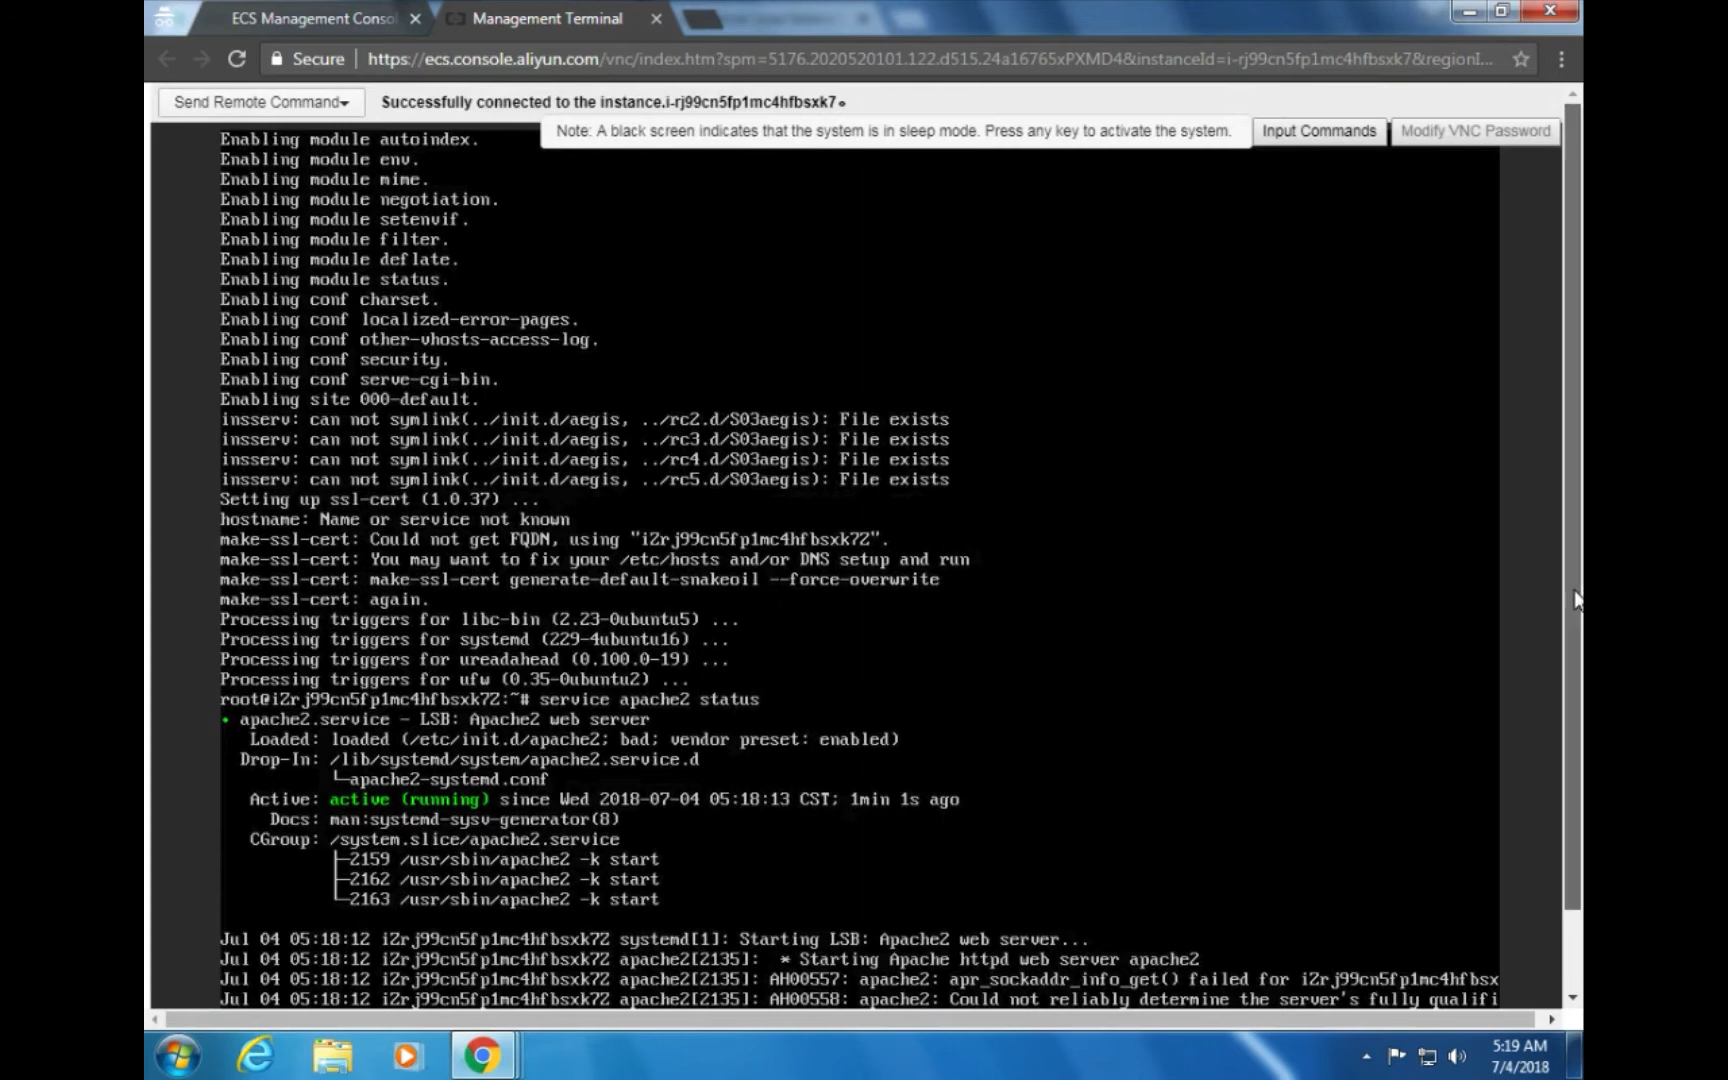 ECS Management Consol
Management Terminal
Secure
https://ecs.console.aliyun.com/vnc/index.htm?spm=5176.2020520101.122.d515.24a16765xPXMD4&instanceId=i-rj99cn5fp1mc4hfbsxk7&regionI...
Send Remote Command
Successfully connected to the instance.i-rj99cn5fp1mc4hfbsxk7。
Note: A black screen indicates that the system is in sleep mode. Press any key to activate the system.
Input Commands
Modify VNC Password
Enabling module autoindex.
Enabling module env.
Enabling module mime.
Enabling module negotiation.
Enabling module setenvif.
Enabling module filter.
Enabling module deflate.
Enabling module status.
Enabling conf charset.
Enabling conf localized-error-pages.
Enabling conf other-vhosts-access-log.
Enabling conf security.
Enabling conf serve-cgi-bin.
Enabling site 000-default.
insserv: can not symlink(../init.d/aegis, ../rc2.d/S03aegis): File exists
insserv: can not symlink(../init.d/aegis, ../rc3.d/S03aegis): File exists
insserv: can not symlink(../init.d/aegis, ../rc4.d/S03aegis): File exists
insserv: can not symlink(../init.d/aegis, ../rc5.d/S03aegis): File exists
Setting up ssl-cert (1.0.37) ...
hostname: Name or service not known
make-ssl-cert: Could not get FQDN, using "iZrj99cn5fp1mc4hfbsxk7Z".
make-ssl-cert: You may want to fix your /etc/hosts and/or DNS setup and run
make-ssl-cert: make-ssl-cert generate-default-snakeoil --force-overwrite
make-ssl-cert: again.
Processing triggers for libc-bin (2.23-0ubuntu5) ...
Processing triggers for systemd (229-4ubuntu16) ...
Processing triggers for ureadahead (0.100.0-19) ...
Processing triggers for ufw (0.35-0ubuntu2) ...
root@iZrj99cn5fp1mc4hfbsxk7Z:~# service apache2 status
• apache2.service - LSB: Apache2 web server
Loaded: loaded (/etc/init.d/apache2; bad; vendor preset: enabled)
Drop-In: /lib/systemd/system/apache2.service.d
└─apache2-systemd.conf
Active: active (running) since Wed 2018-07-04 05:18:13 CST; 1min 1s ago
Docs: man:systemd-sysv-generator(8)
CGroup: /system.slice/apache2.service
├─2159 /usr/sbin/apache2 -k start
├─2162 /usr/sbin/apache2 -k start
└─2163 /usr/sbin/apache2 -k start
Jul 04 05:18:12 iZrj99cn5fp1mc4hfbsxk7Z systemd[1]: Starting LSB: Apache2 web server...
Jul 04 05:18:12 iZrj99cn5fp1mc4hfbsxk7Z apache2[2135]:  * Starting Apache httpd web server apache2
Jul 04 05:18:12 iZrj99cn5fp1mc4hfbsxk7Z apache2[2135]: AH00557: apache2: apr_sockaddr_info_get() failed for iZrj99cn5fp1mc4hfbsx
Jul 04 05:18:12 iZrj99cn5fp1mc4hfbsxk7Z apache2[2135]: AH00558: apache2: Could not reliably determine the server's fully qualifi
5:19 AM
7/4/2018